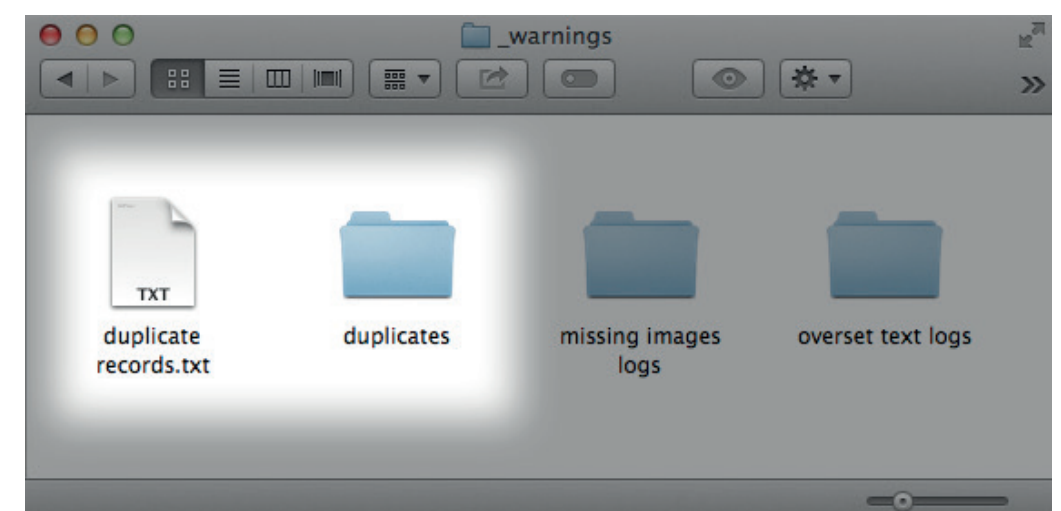 _warnings
TXT
duplicate
records.txt
duplicates
missing images
logs
overset text logs